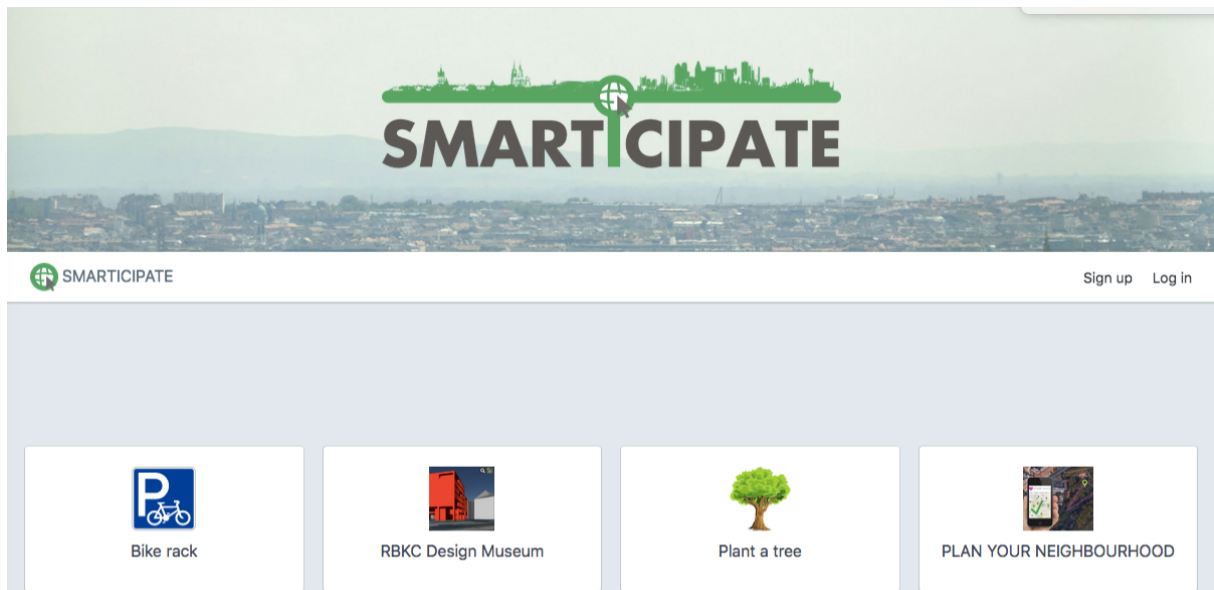 SMARTICIPATE
SMARTICIPATE
Sign up Log in
P
Bike rack
RBKC Design Museum
Plant a tree
PLAN YOUR NEIGHBOURHOOD